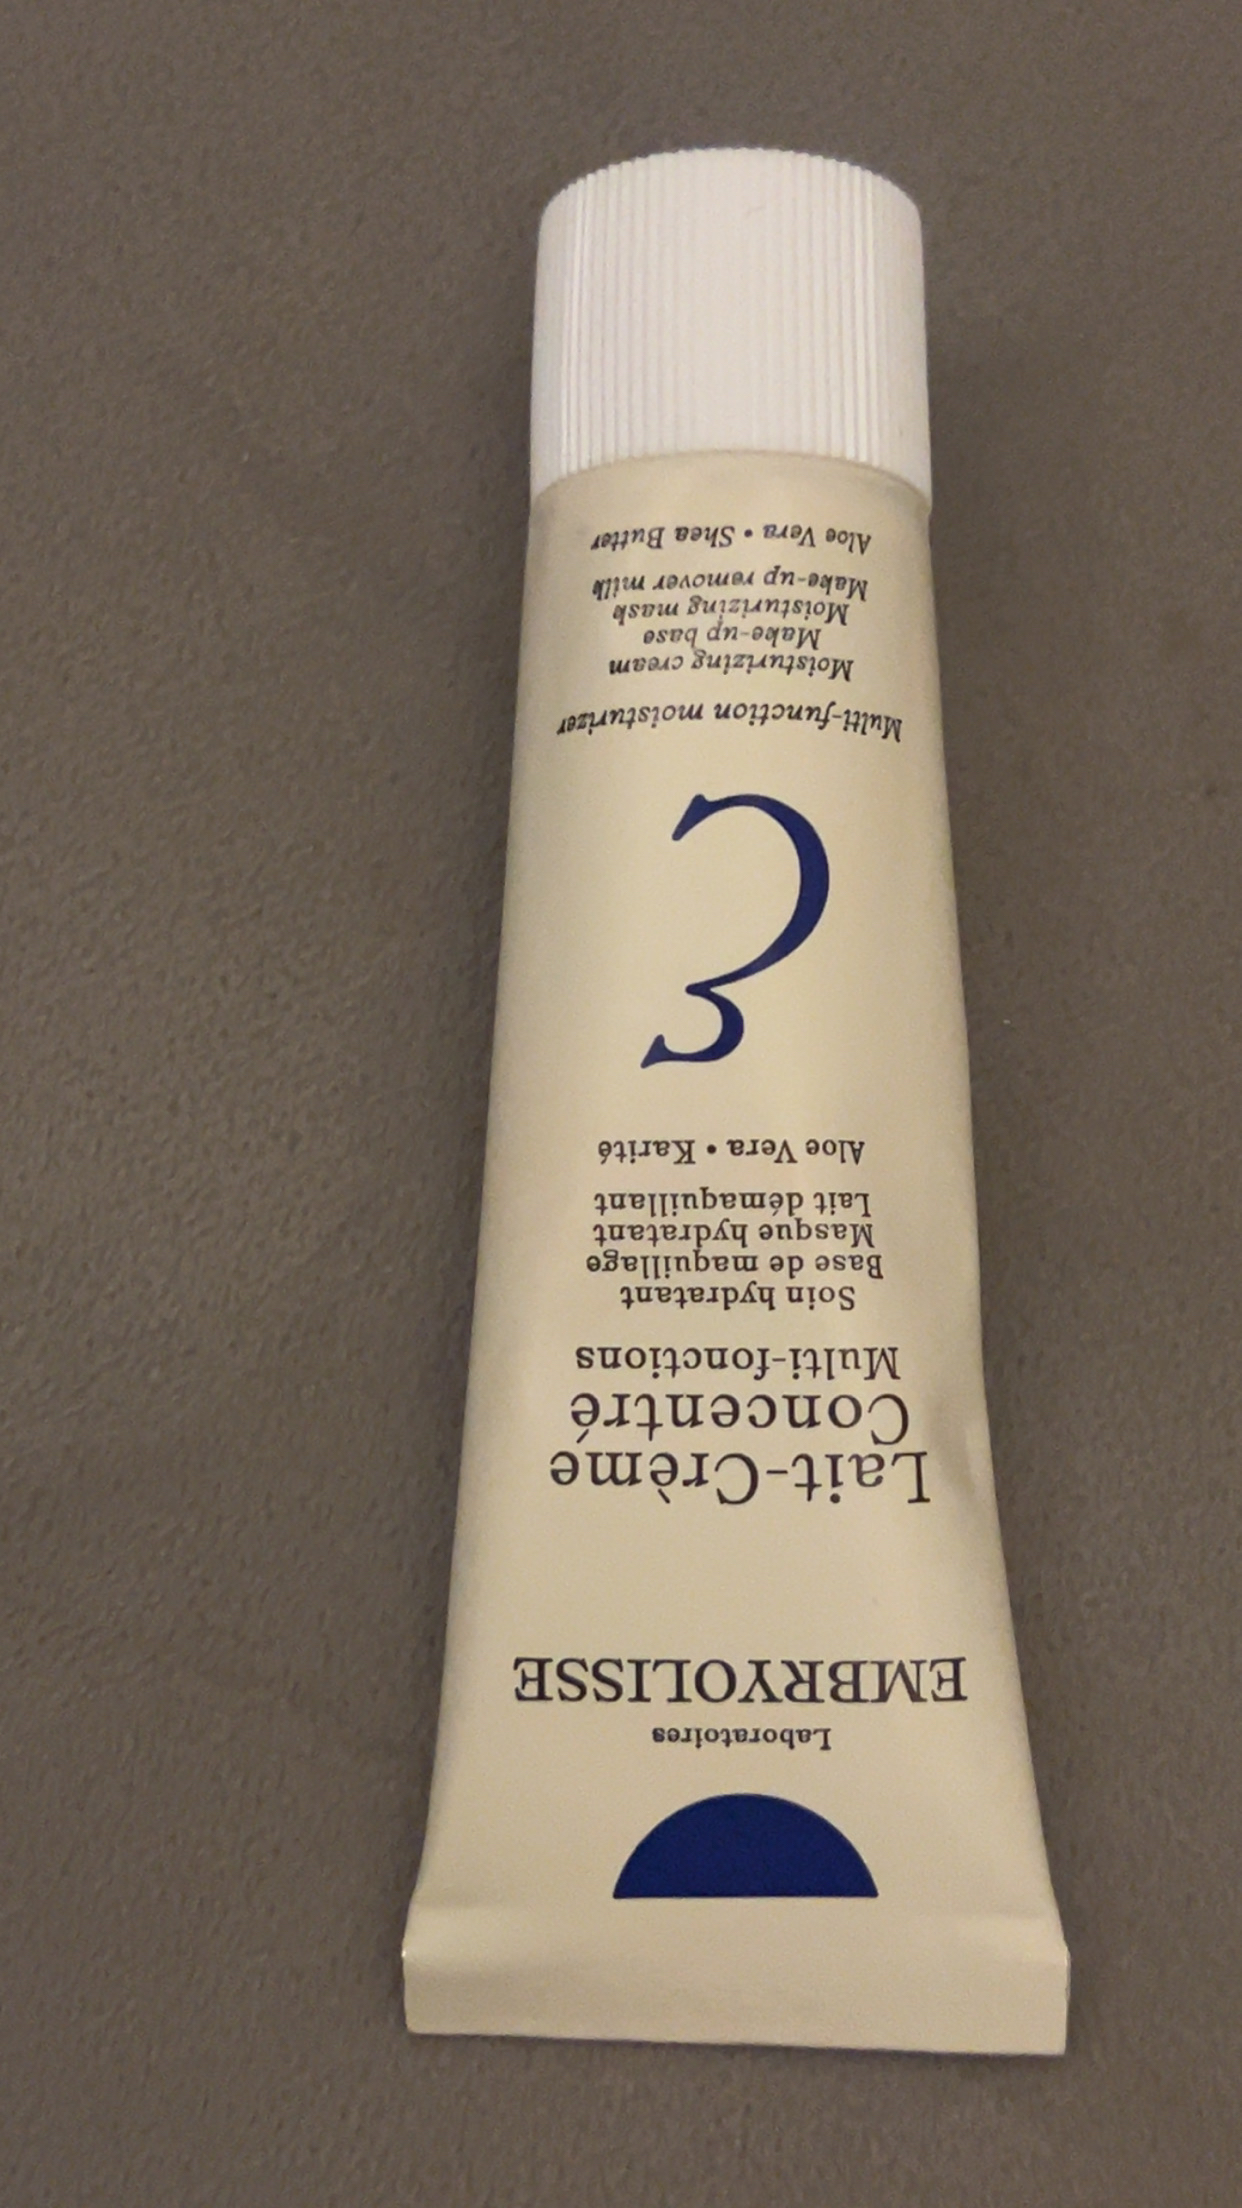 Laboratoires
EMBRYOLISSE
Lait-Crème
Concentré
Multi-fonctions
Soin hydratant
Base de maquillage
Masque hydratant
Lait démaquillant
Aloe Vera • Karité
Multi-function moisturizer
Moisturizing cream
Make-up base
Moisturizing mask
Make-up remover milk
Aloe Vera • Shea Butter